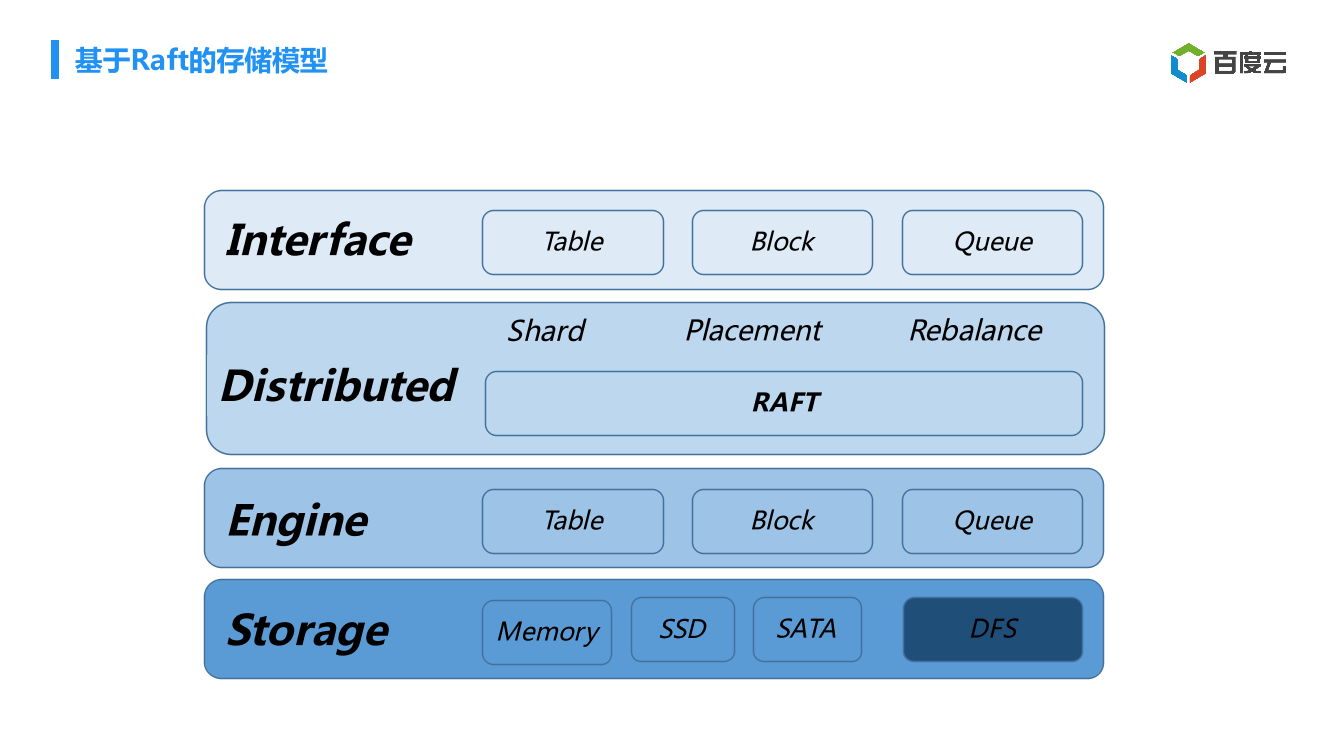 基于Raft的存储模型
百度云
Interface
Table
Block
Queue
Shard
Placement
Rebalance
Distributed
RAFT
Engine
Table
Block
Queue
Storage
Memory
SSD
SATA
DFS